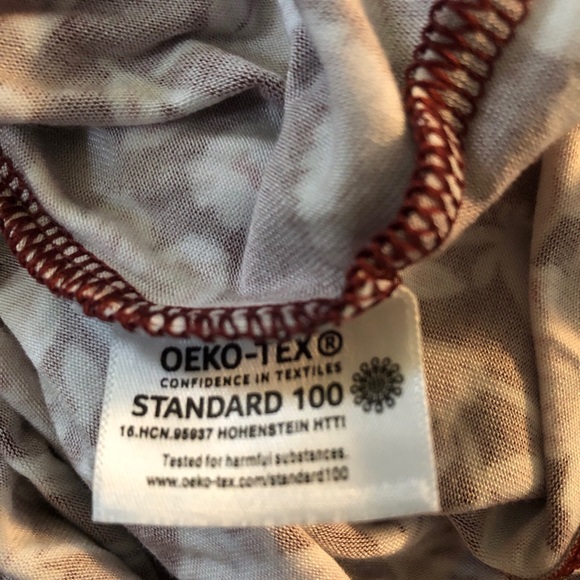 OEKO-TEX®
CONFIDENCE IN TEXTILES
STANDARD 100
16.HCN.95937 HOHENSTEIN HTTI
Tested for harmful substances.
www.oeko-tex.com/standard100